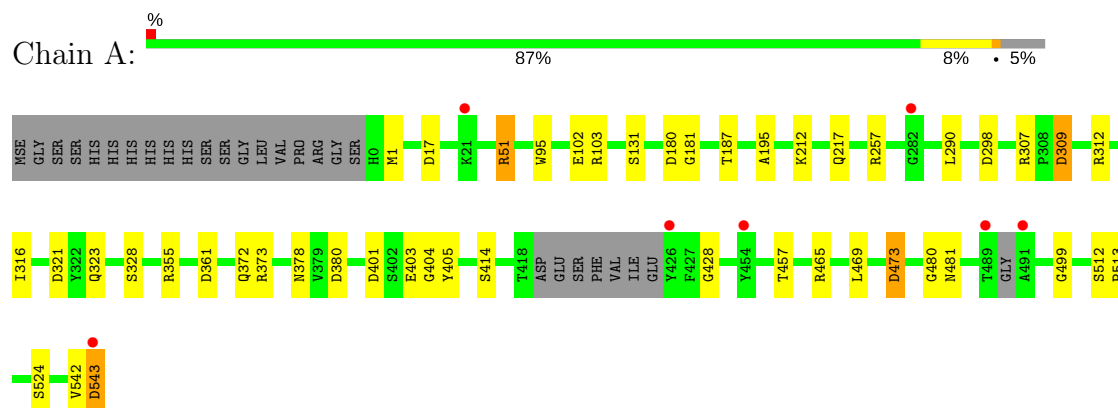 %
Chain A:
87% 8% • 5%
MSE GLY SER SER HIS HIS HIS HIS HIS HIS SER SER GLY LEU VAL PRO ARG GLY SER H0 M1 D17 K21 R51 W95 E102 R103 S131 D180 G181 T187 A195 K212 Q217 R257 G282 L290 D298 R307 P308 D309 R312
I316 D321 Y322 Q323 S328 R355 D361 Q372 R373 N378 V379 D380 D401 S402 E403 G404 Y405 S414 T418 ASP GLU SER PHE VAL ILE GLU Y426 F427 G428 Y454 T457 R465 L469 D473 G480 N481 T489 GLY A491 G499 S512
S524 V542 D543